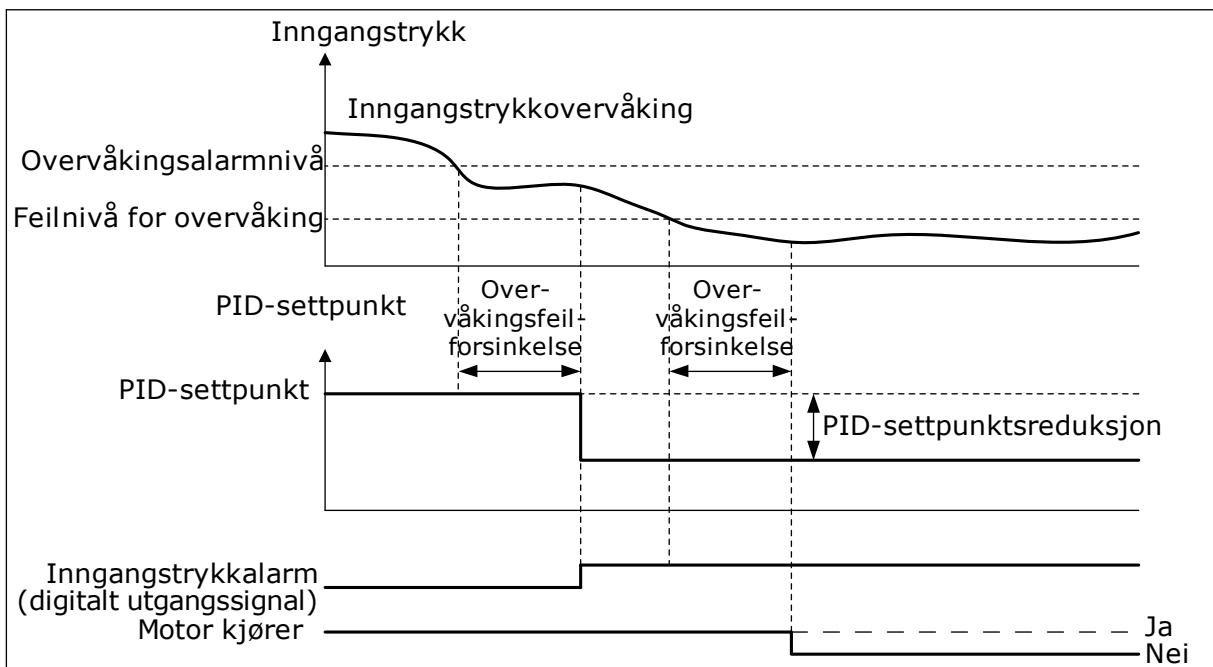 Inngangstrykk
Inngangstrykkovervåking
Overvåkingsalarmnivå
Feilnivå for overvåking
PID-settpunkt
Over-
våkingsfeil-
forsinkelse
Over-
våkingsfeil-
forsinkelse
PID-settpunkt
PID-settpunktsreduksjon
Inngangstrykkalarm
(digitalt utgangssignal)
Motor kjører
Ja
Nei